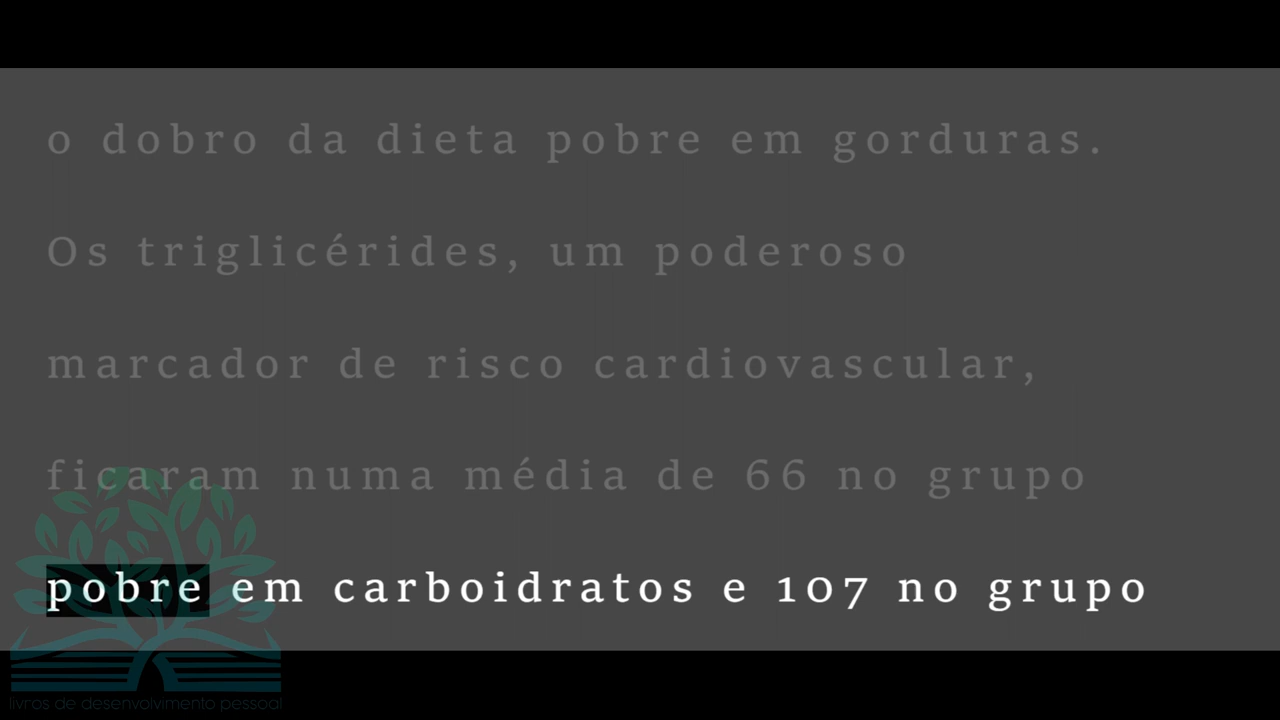 o dobro da dieta pobre em gorduras.
Os triglicérides, um poderoso
marcador de risco cardiovascular,
ficaram numa média de 66 no grupo
pobre em carboidratos e 107 no grupo
livros de desenvolvimento pessoal